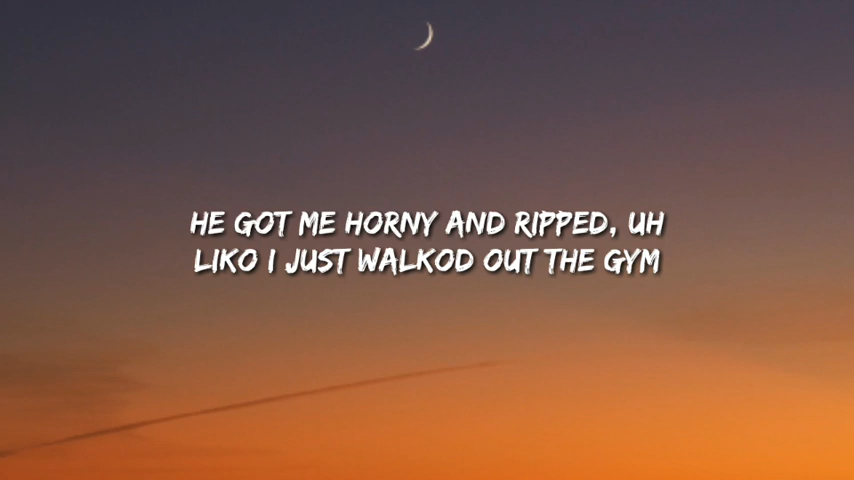 HE GOT ME HORNY AND RIPPED, UH
LIKO I JUST WALKOD OUT THE GYM